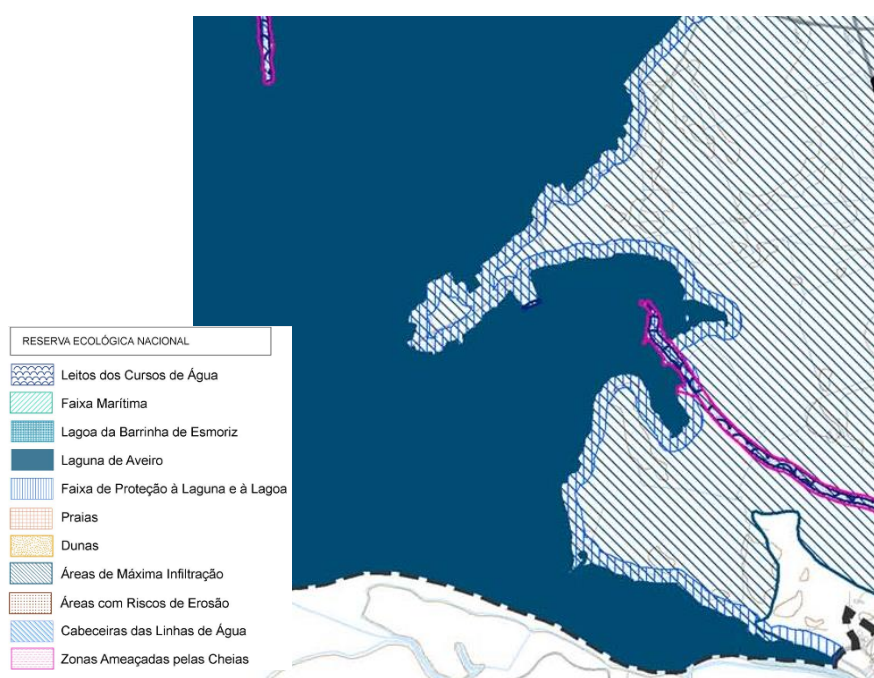 RESERVA ECOLÓGICA NACIONAL
Leitos dos Cursos de Água
Faixa Marítima
Lagoa da Barrinha de Esmoriz
Laguna de Aveiro
Faixa de Proteção à Laguna e à Lagoa
Praias
Dunas
Áreas de Máxima Infiltração
Áreas com Riscos de Erosão
Cabeceiras das Linhas de Água
Zonas Ameaçadas pelas Cheias